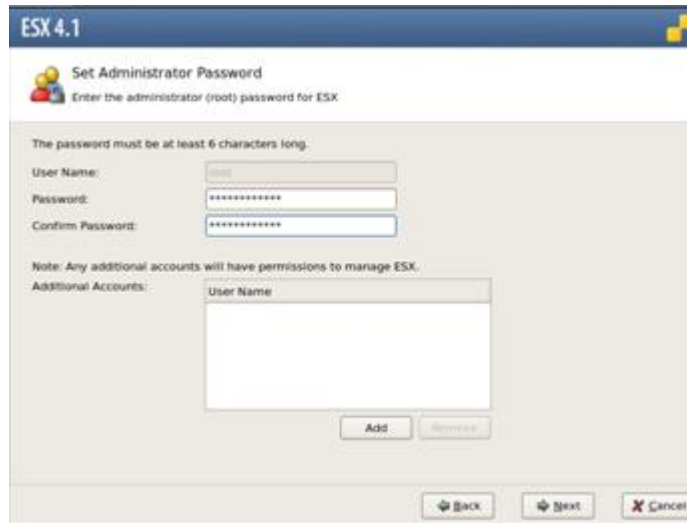 ESX 4.1
Set Administrator Password
Enter the administrator (root) password for ESX
The password must be at least 6 characters long.
User Name: root
Password: ************
Confirm Password: ************
Note: Any additional accounts will have permissions to manage ESX.
Additional Accounts:
User Name
Add Remove
Back Next Cancel